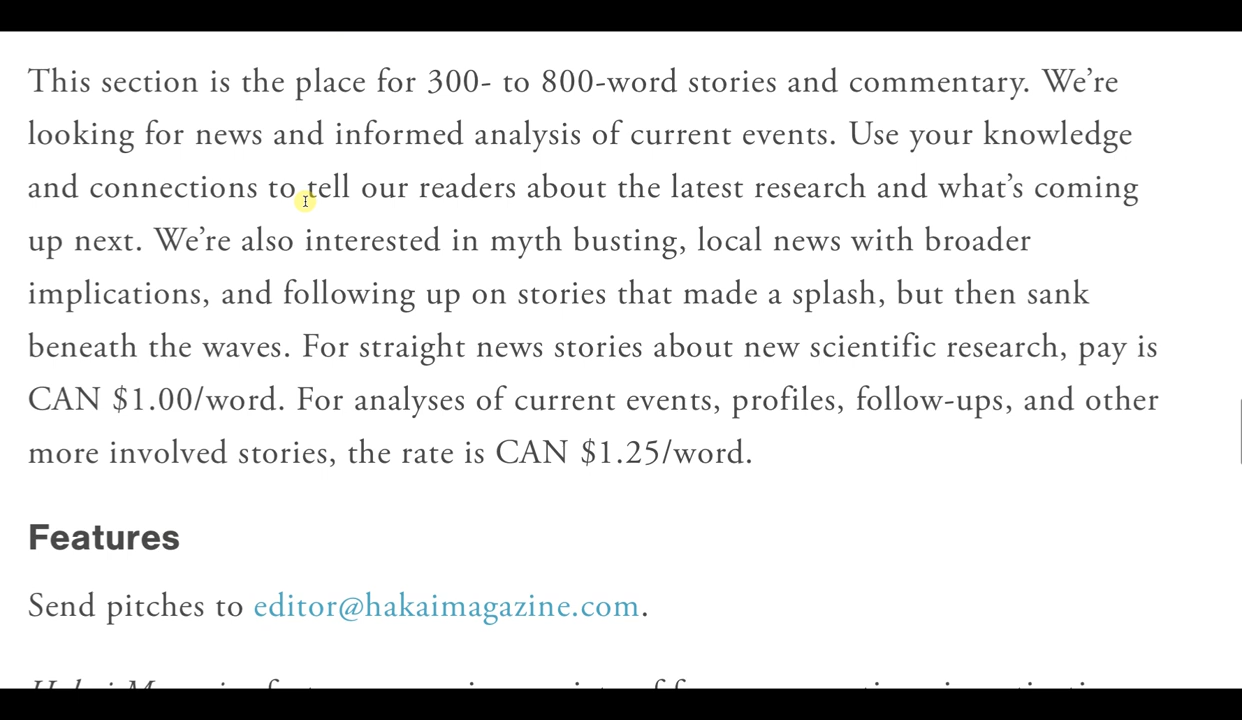 This section is the place for 300- to 800-word stories and commentary. We’re
looking for news and informed analysis of current events. Use your knowledge
and connections to tell our readers about the latest research and what’s coming
up next. We’re also interested in myth busting, local news with broader
implications, and following up on stories that made a splash, but then sank
beneath the waves. For straight news stories about new scientific research, pay is
CAN $1.00/word. For analyses of current events, profiles, follow-ups, and other
more involved stories, the rate is CAN $1.25/word.
Features
Send pitches to editor@hakaimagazine.com.